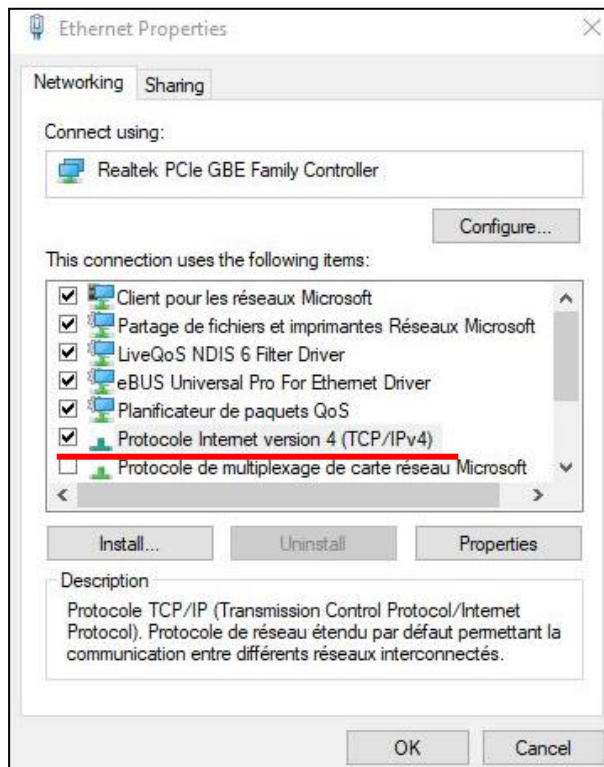 Ethernet Properties
Networking
Sharing
Connect using:
Realtek PCIe GBE Family Controller
Configure...
This connection uses the following items:
Client pour les réseaux Microsoft
Partage de fichiers et imprimantes Réseaux Microsoft
LiveQoS NDIS 6 Filter Driver
eBUS Universal Pro For Ethernet Driver
Planificateur de paquets QoS
Protocole Internet version 4 (TCP/IPv4)
Protocole de multiplexage de carte réseau Microsoft
Install...
Uninstall
Properties
Description
Protocole TCP/IP (Transmission Control Protocol/Internet
Protocol). Protocole de réseau étendu par défaut permettant la
communication entre différents réseaux interconnectés.
OK
Cancel